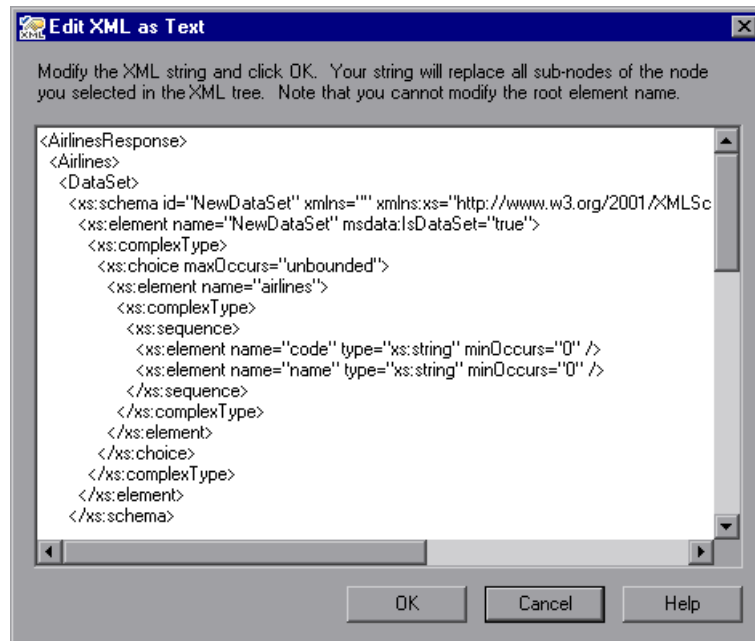 XML
Edit XML as Text
Modify the XML string and click OK. Your string will replace all sub-nodes of the node
you selected in the XML tree. Note that you cannot modify the root element name.
<AirlinesResponse>
<Airlines>
<DataSet>
<xs:schema id="NewDataSet" xmlns="" xmlns:xs="http://www.w3.org/2001/XMLSc
<xs:element name="NewDataSet" msdata:IsDataSet="true">
<xs:complexType>
<xs:choice maxOccurs="unbounded">
<xs:element name="airlines">
<xs:complexType>
<xs:sequence>
<xs:element name="code" type="xs:string" minOccurs="0" />
<xs:element name="name" type="xs:string" minOccurs="0" />
</xs:sequence>
</xs:complexType>
</xs:element>
</xs:choice>
</xs:complexType>
</xs:element>
</xs:schema>
OK Cancel Help